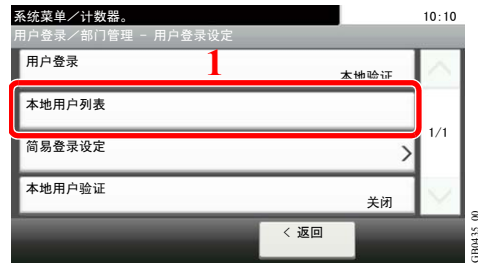 系统菜单／计数器。 10:10
用户登录／部门管理 - 用户登录设定
用户登录
1
本地验证
本地用户列表
1/1
简易登录设定
本地用户验证
关闭
< 返回
GB0435_00